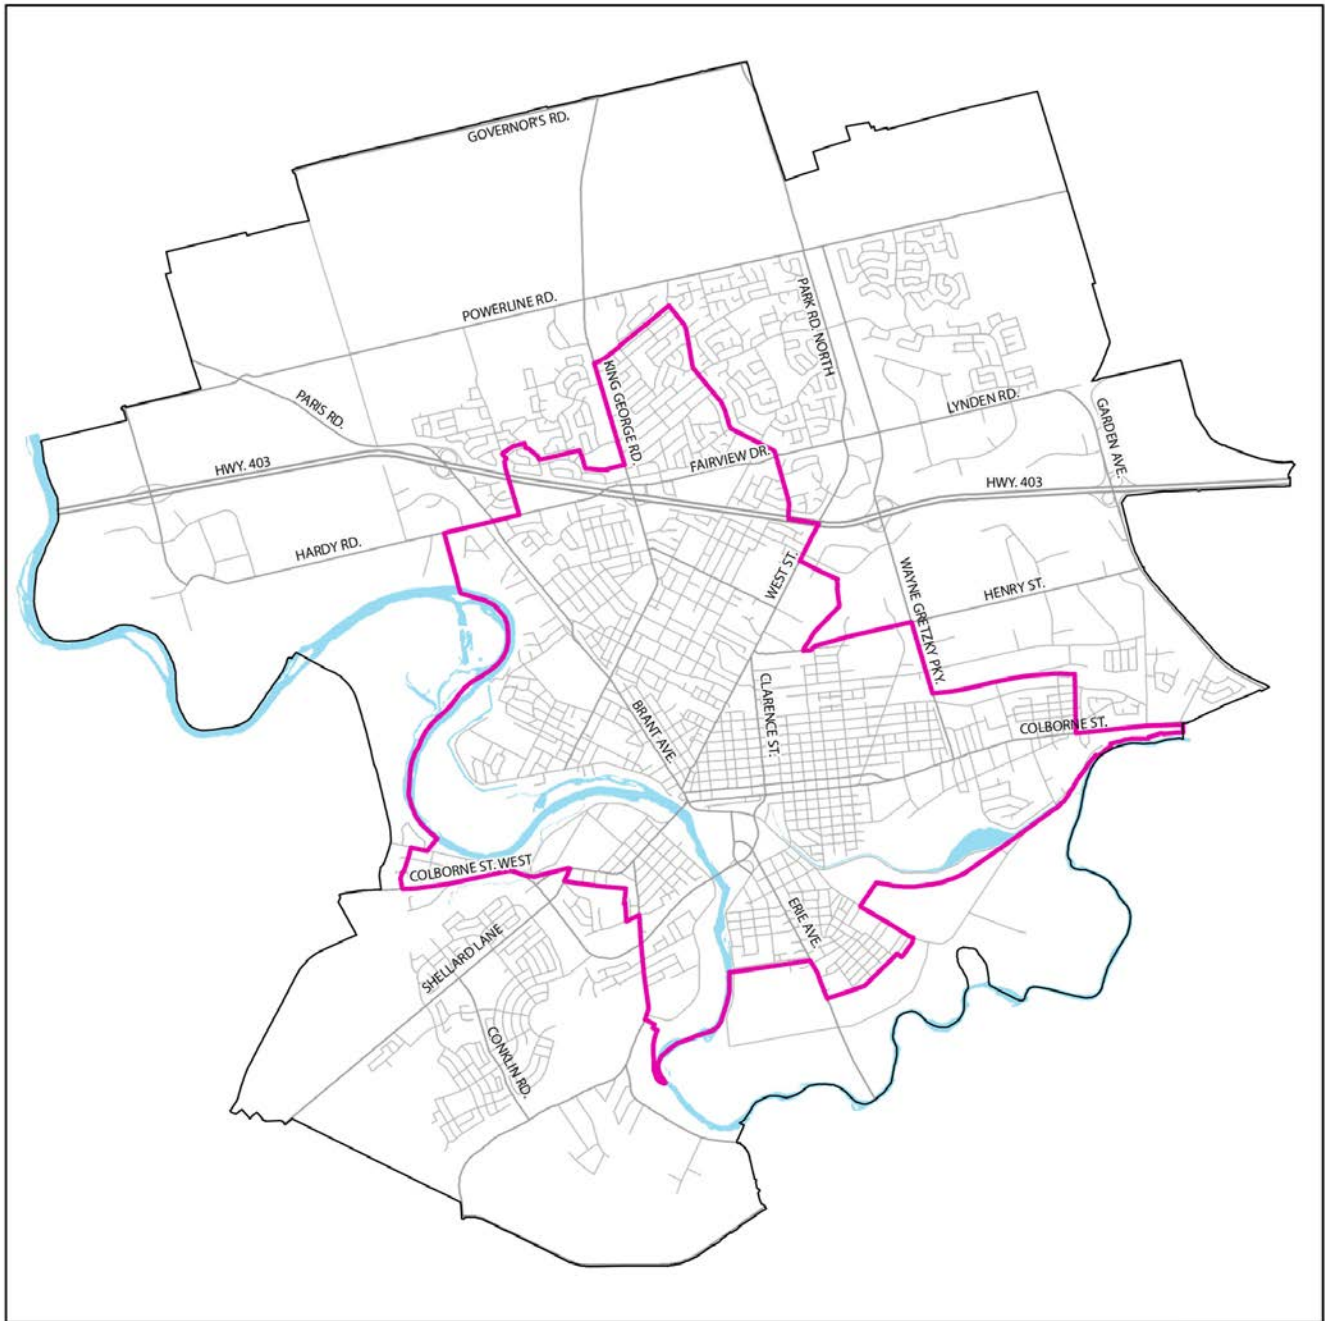 GOVERNOR'S RD.
POWERLINE RD.
PARK RD. NORTH
KING GEORGE RD.
PARIS RD.
LYNDEN RD.
GARDEN AVE.
FAIRVIEW DR.
HWY. 403
HWY. 403
HARDY RD.
WEST ST.
WAYNE GRETZKY PKY.
HENRY ST.
CLARENCE ST.
BRANT AVE.
COLBORNE ST.
COLBORNE ST. WEST
ERIE AVE.
SHELLARD LANE
CONKLIN RD.